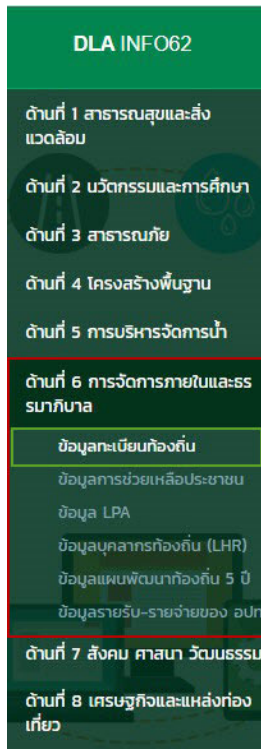 DLA INFO62
ด้านที่ 1 สาธารณสุขและสิ่ง
แวดล้อม
ด้านที่ 2 นวัตกรรมและการศึกษา
ด้านที่ 3 สาธารณภัย
ด้านที่ 4 โครงสร้างพื้นฐาน
ด้านที่ 5 การบริหารจัดการน้ำ
ด้านที่ 6 การจัดการภายในและธร
รมาภิบาล
ข้อมูลทะเบียนท้องถิ่น
ข้อมูลการช่วยเหลือประชาชน
ข้อมูล LPA
ข้อมูลบุคลากรท้องถิ่น (LHR)
ข้อมูลแผนพัฒนาท้องถิ่น 5 ปี
ข้อมูลรายรับ-รายจ่ายของ อปท
ด้านที่ 7 สังคม ศาสนา วัฒนธรรม
ด้านที่ 8 เศรษฐกิจและแหล่งท่อง
เที่ยว